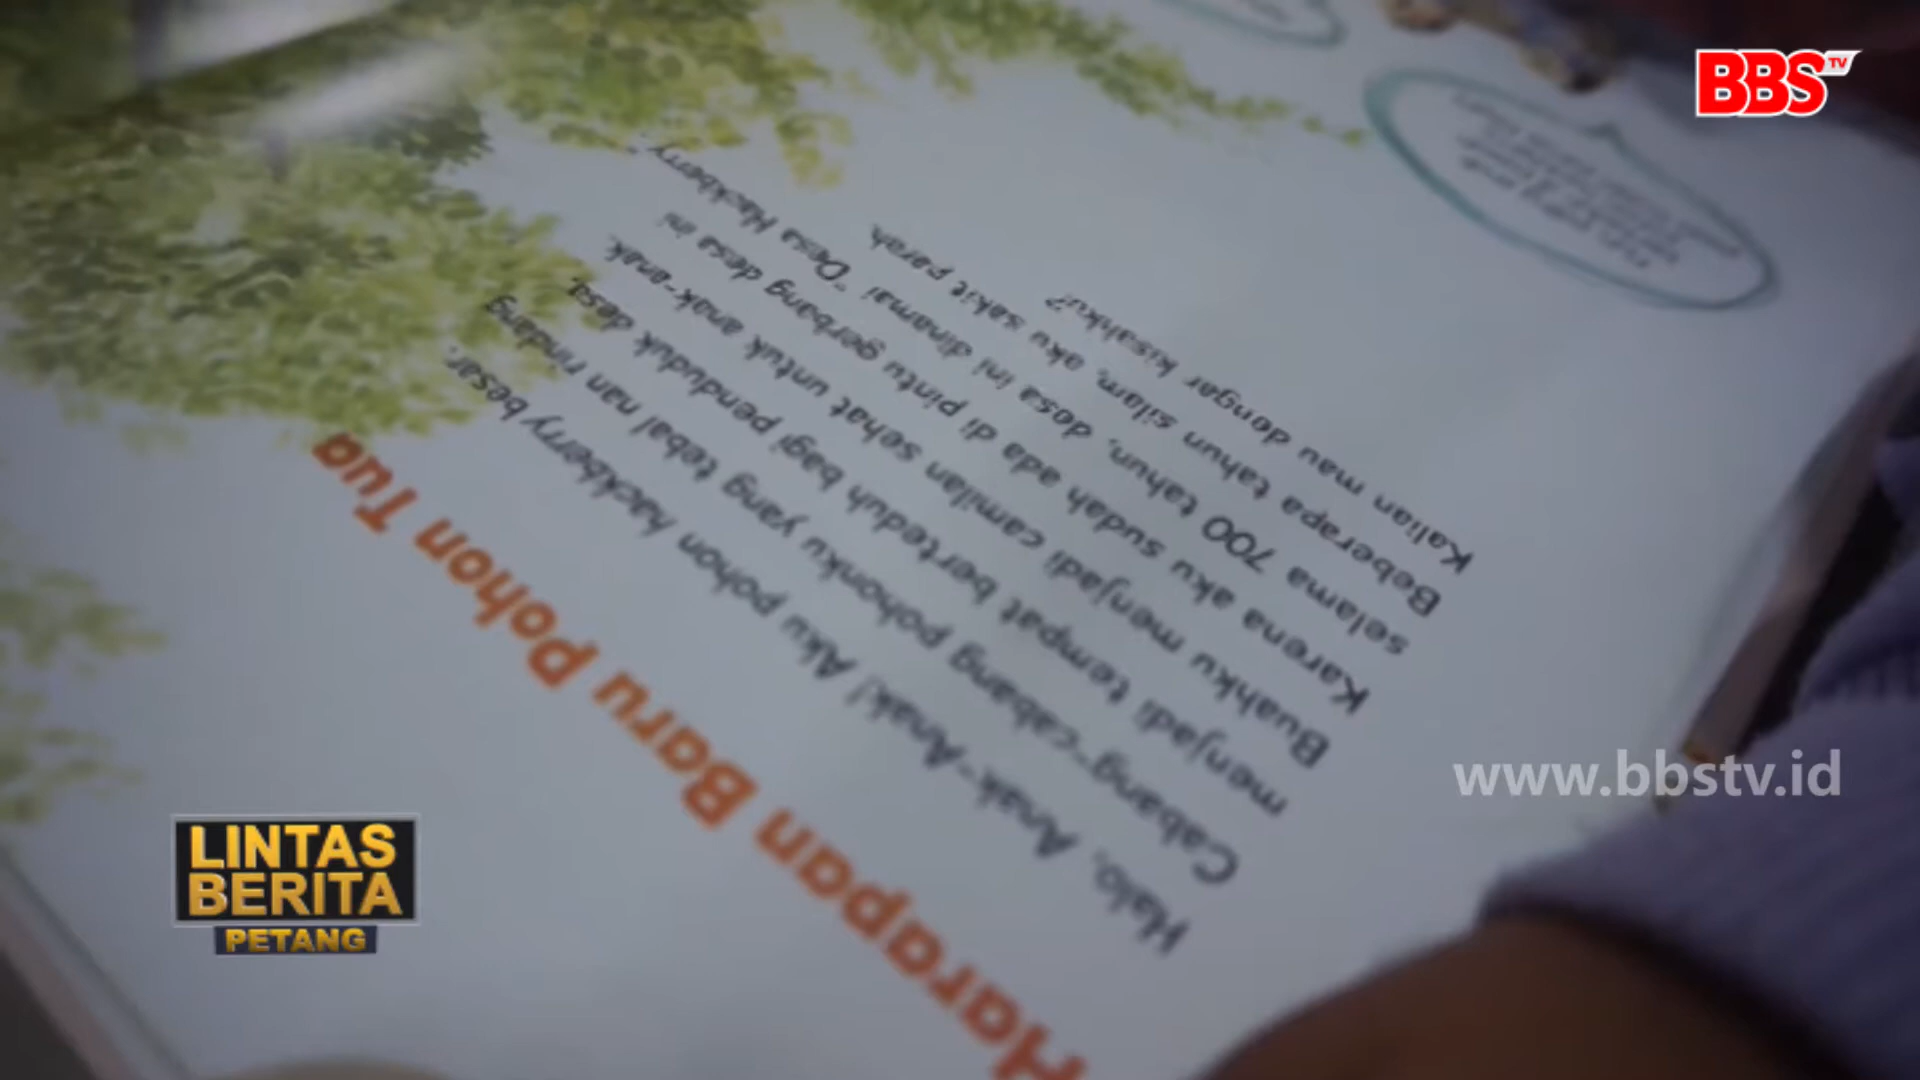 BBS TV
Harapan Baru Pohon Tua
Halo, Anak-Anak! Aku pohon hackberry besar.
Cabang-cabang pohonku yang tebal nan rindang
menjadi tempat berteduh bagi penduduk desa.
Buahku menjadi camilan sehat untuk anak-anak.
Karena aku sudah ada di pintu gerbang desa ini
selama 700 tahun, desa ini dinamai "Desa Hackberry."
Beberapa tahun silam, aku sakit parah.
Kalian mau dengar kisahku?
www.bbstv.id
LINTAS
BERITA
PETANG